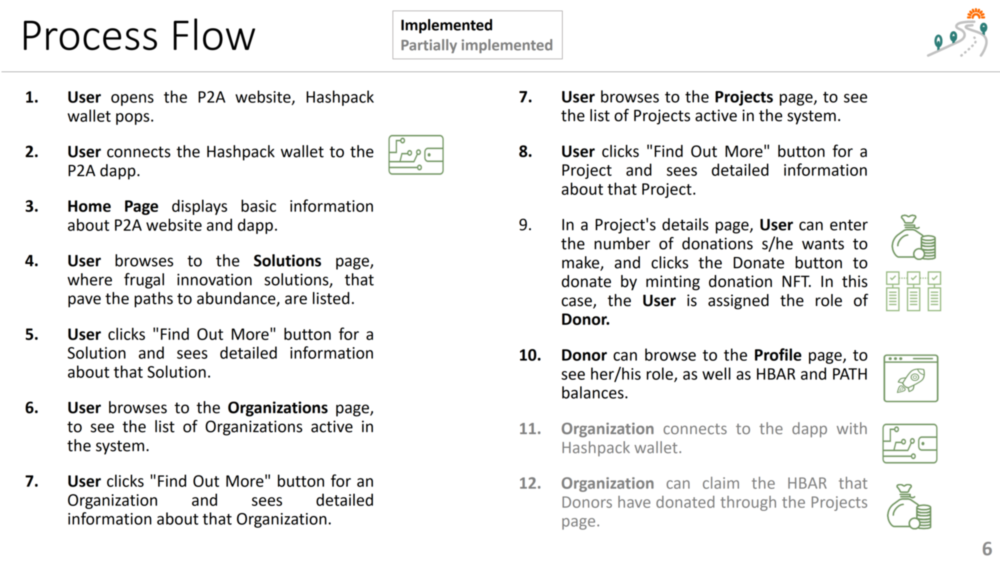 Process Flow
Implemented
Partially implemented
1. User opens the P2A website, Hashpack
wallet pops.
2. User connects the Hashpack wallet to the
P2A dapp.
3. Home Page displays basic information
about P2A website and dapp.
4. User browses to the Solutions page,
where frugal innovation solutions, that
pave the paths to abundance, are listed.
5. User clicks "Find Out More" button for a
Solution and sees detailed information
about that Solution.
6. User browses to the Organizations page,
to see the list of Organizations active in
the system.
7. User clicks "Find Out More" button for an
Organization and sees detailed
information about that Organization.
7. User browses to the Projects page, to see
the list of Projects active in the system.
8. User clicks "Find Out More" button for a
Project and sees detailed information
about that Project.
9. In a Project's details page, User can enter
the number of donations s/he wants to
make, and clicks the Donate button to
donate by minting donation NFT. In this
case, the User is assigned the role of
Donor.
10. Donor can browse to the Profile page, to
see her/his role, as well as HBAR and PATH
balances.
11. Organization connects to the dapp with
Hashpack wallet.
12. Organization can claim the HBAR that
Donors have donated through the Projects
page.
6